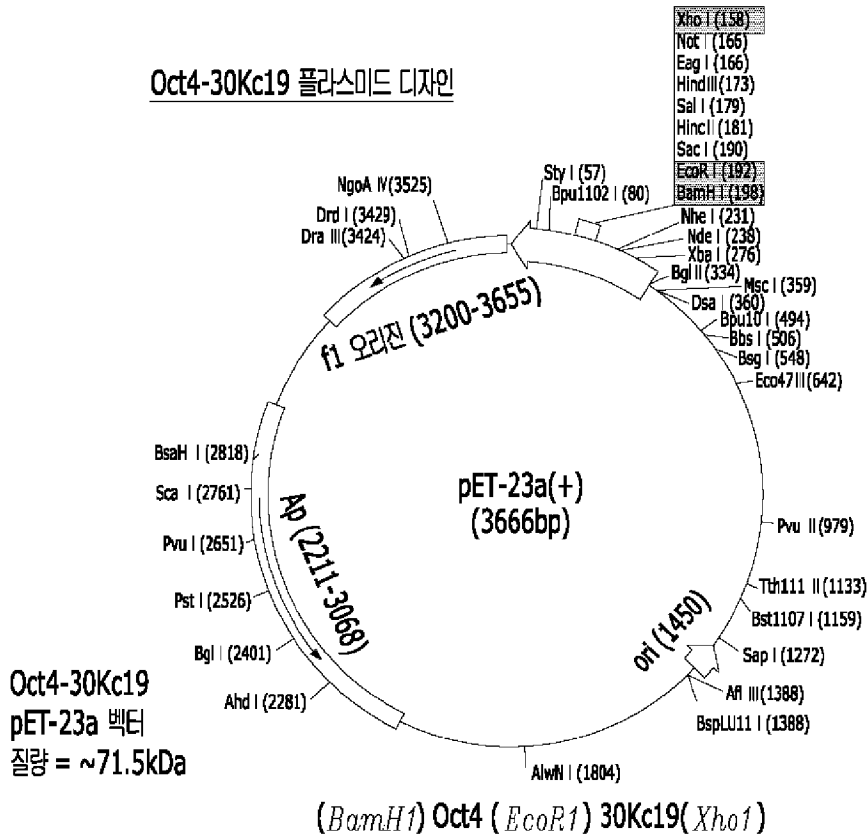 Oct4-30Kc19 플라스미드 디자인
Xho I (158)
Not I (166)
Eag I (166)
HindIII(173)
Sal I (179)
HincII (181)
Sac I (190)
EcoR I (192)
BamH I (198)
Sty I (57)
Bpu1102 I (80)
NgoA IV(3525)
Drd I (3429)
Dra III(3424)
Nhe I (231)
Nde I (238)
Xba I (276)
Bgl II (334)
Msc I (359)
Dsa I (360)
Bpu10 I (494)
Bbs I (506)
Bsg I (548)
Eco47III(642)
f1 오리진 (3200-3655)
BsaH I (2818)
Sca I (2761)
Pvu I (2651)
Pst I (2526)
Bgl I (2401)
Ahd I (2281)
Ap (2211-3068)
pET-23a(+)
(3666bp)
Pvu II (979)
Tth111 II (1133)
Bst1107 I (1159)
Sap I (1272)
Afl III (1388)
BspLU11 I (1388)
ori (1450)
AlwN I (1804)
Oct4-30Kc19
pET-23a 벡터
질량 = ~71.5kDa
(BamH1) Oct4 (EcoR1) 30Kc19(Xho1)